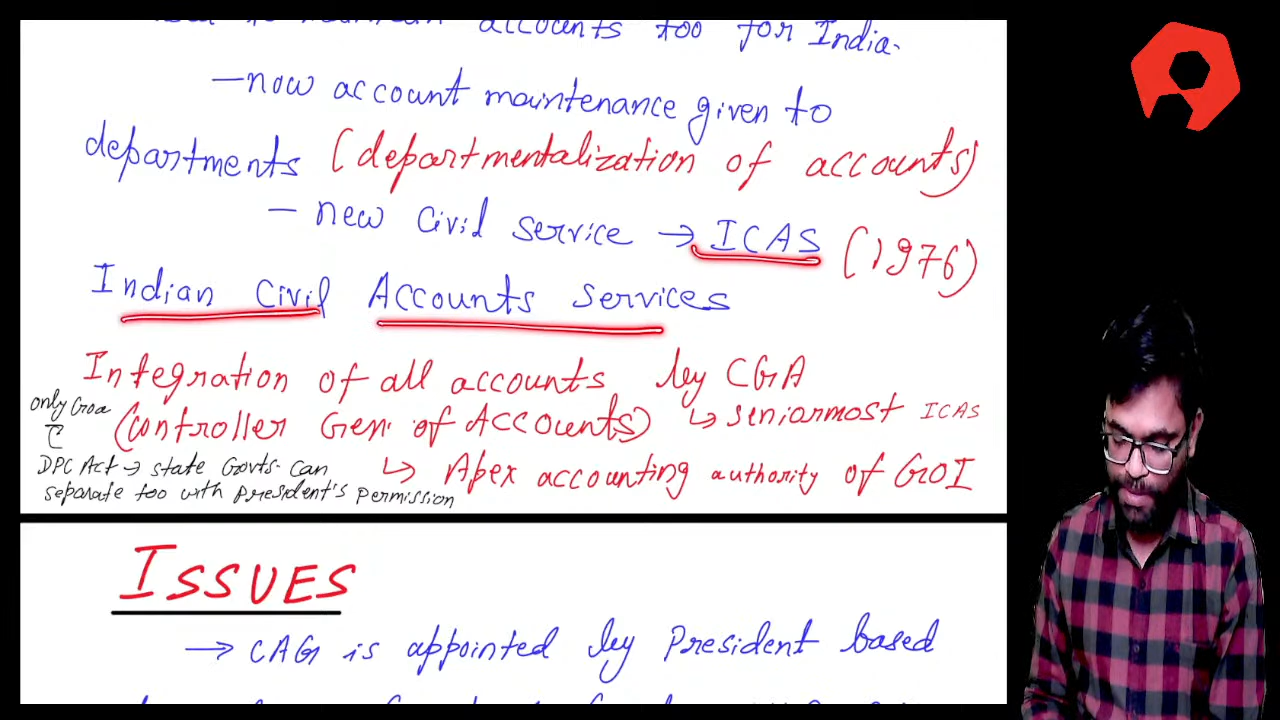 accounts too for India.
—now account maintenance given to
departments (departmentalization of accounts)
— new civil service → ICAS (1976)
Indian Civil Accounts Services
Integration of all accounts by CGA
only Goa
(Controller Gen. of Accounts) ↳ seniormost ICAS
DPC Act → state Govts. can
separate too with President's Permission
↳ Apex accounting authority of GOI
ISSUES
→ CAG is appointed by President based